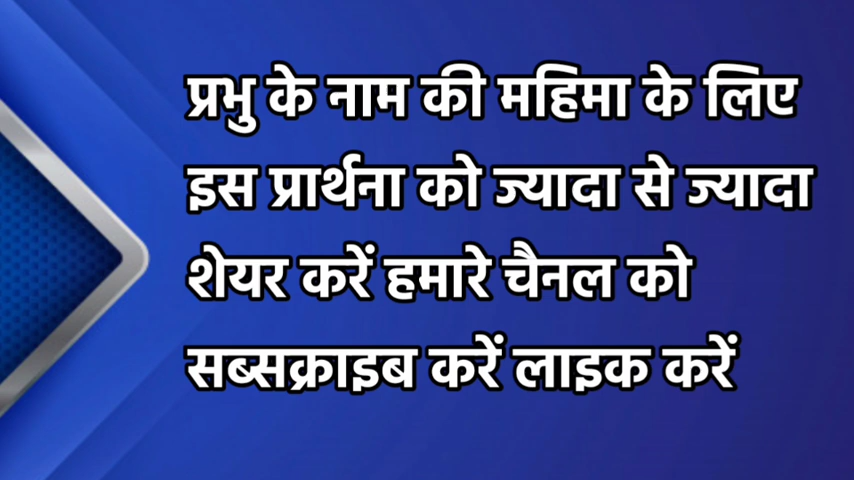 प्रभु के नाम की महिमा के लिए
इस प्रार्थना को ज्यादा से ज्यादा
शेयर करें हमारे चैनल को
सब्सक्राइब करें लाइक करें